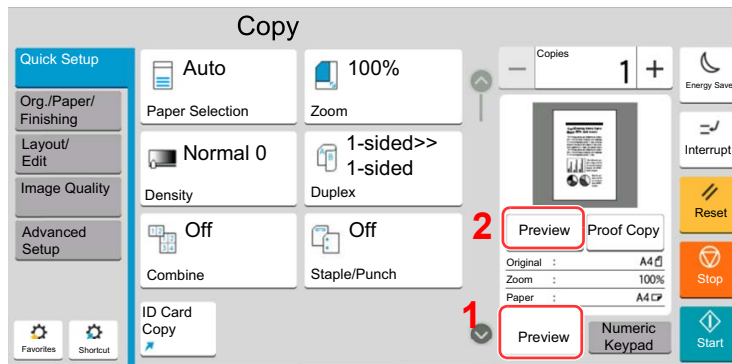 Copy
Quick Setup
Org./Paper/
Finishing
Layout/
Edit
Image Quality
Advanced
Setup
Favorites
Shortcut
Auto
Paper Selection
100%
Zoom
Normal 0
Density
1-sided>>
1-sided
Duplex
Off
Combine
Off
Staple/Punch
ID Card
Copy
Copies
1
2
Preview
Proof Copy
Original : A4
Zoom : 100%
Paper : A4
1
Preview
Numeric
Keypad
Energy Save
Interrupt
Reset
Stop
Start